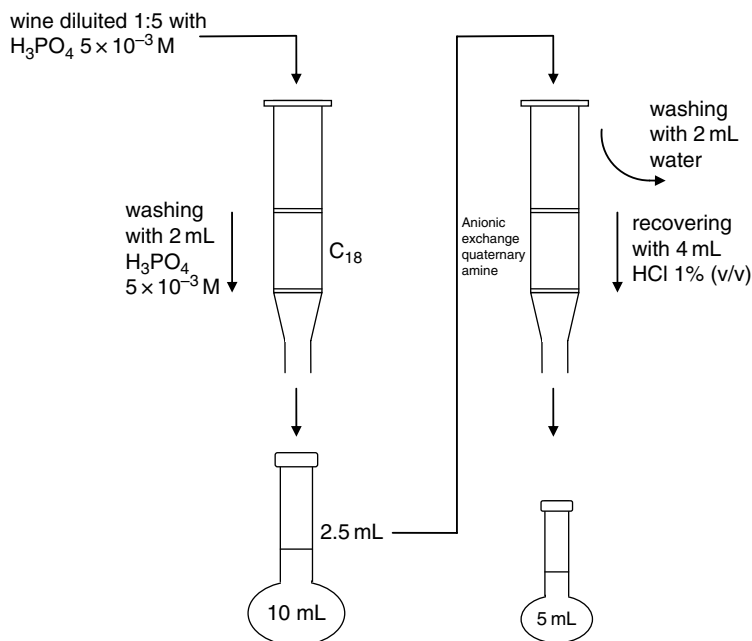 wine diluted 1:5 with
H₃PO₄ 5 × 10⁻³ M
washing
with 2 mL
H₃PO₄
5 × 10⁻³ M
C₁₈
2.5 mL
10 mL
washing
with 2 mL
water
Anionic
exchange
quaternary
amine
recovering
with 4 mL
HCl 1% (v/v)
5 mL